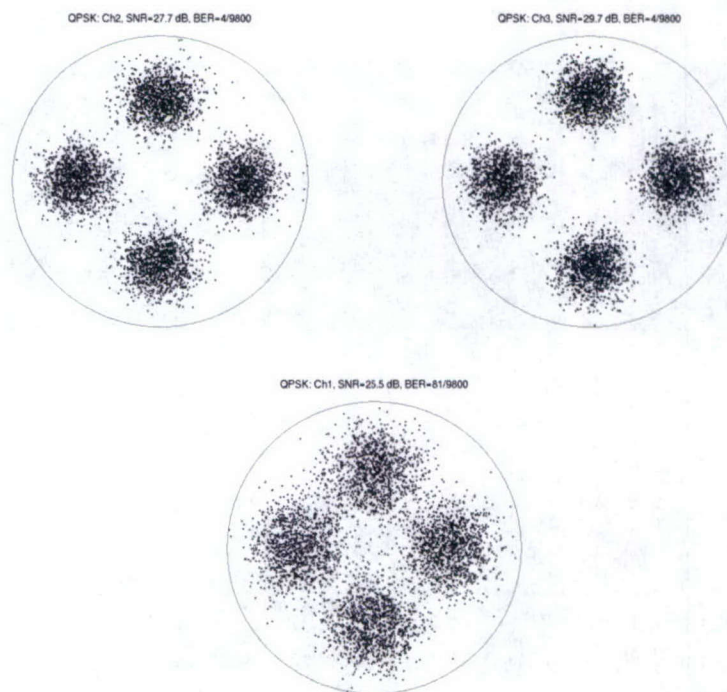 QPSK: Ch2, SNR=27.7 dB, BER=4/9800
QPSK: Ch3, SNR=29.7 dB, BER=4/9800
QPSK: Ch1, SNR=25.5 dB, BER=81/9800